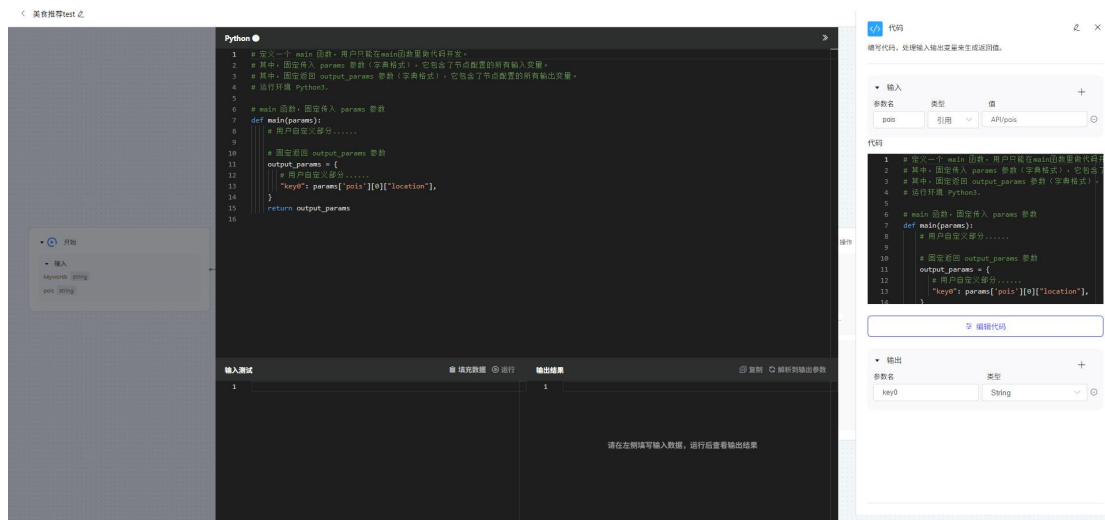 美食推荐test
Python
1 # 定义一个 main 函数，用户只能在main函数里做代码开发。
2 # 其中，固定传入 params 参数（字典格式），它包含了节点配置的所有输入变量。
3 # 其中，固定返回 output_params 参数（字典格式），它包含了节点配置的所有输出变量。
4 # 运行环境 Python3。
5
6 # main 函数，固定传入 params 参数
7 def main(params):
8 # 用户自定义部分......
9
10 # 固定返回 output_params 参数
11 output_params = {
12 # 用户自定义部分......
13 "key0": params['pois'][0]["location"],
14 }
15 return output_params
16
开始
输入
keywords string
pois string
操作
输入测试 填充数据 运行
1
输出结果 复制 解析到输出参数
1
请在左侧填写输入数据，运行后查看输出结果
代码
编写代码，处理输入输出变量来生成返回值。
输入
参数名 类型 值
pois 引用 API/pois
代码
1 # 定义一个 main 函数，用户只能在main函数里做代码开
2 # 其中，固定传入 params 参数（字典格式），它包含了
3 # 其中，固定返回 output_params 参数（字典格式），
4 # 运行环境 Python3。
5
6 # main 函数，固定传入 params 参数
7 def main(params):
8 # 用户自定义部分......
9
10 # 固定返回 output_params 参数
11 output_params = {
12 # 用户自定义部分......
13 "key0": params['pois'][0]["location"],
14 }
编辑代码
输出
参数名 类型
key0 String